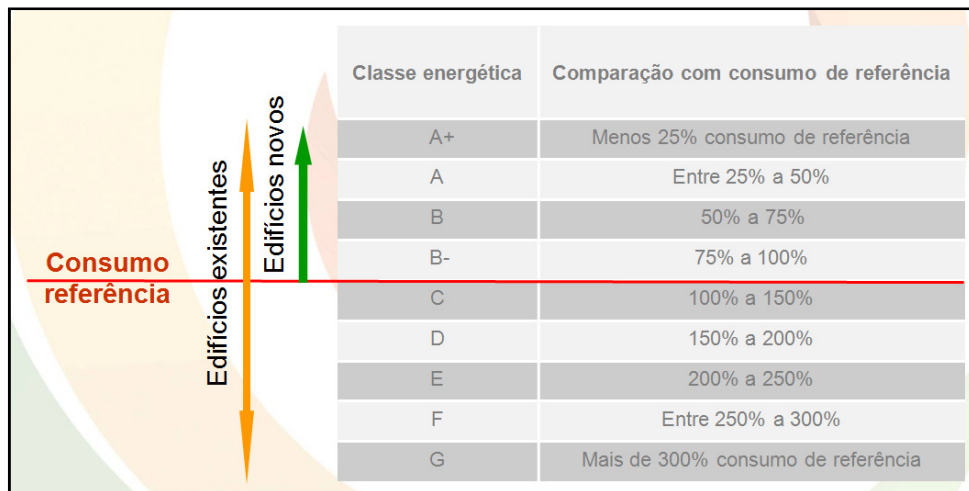 Classe energética Comparação com consumo de referência
A+ Menos 25% consumo de referência
A Entre 25% a 50%
B 50% a 75%
B- 75% a 100%
C 100% a 150%
D 150% a 200%
E 200% a 250%
F Entre 250% a 300%
G Mais de 300% consumo de referência
Consumo
referência
Edifícios existentes
Edifícios novos